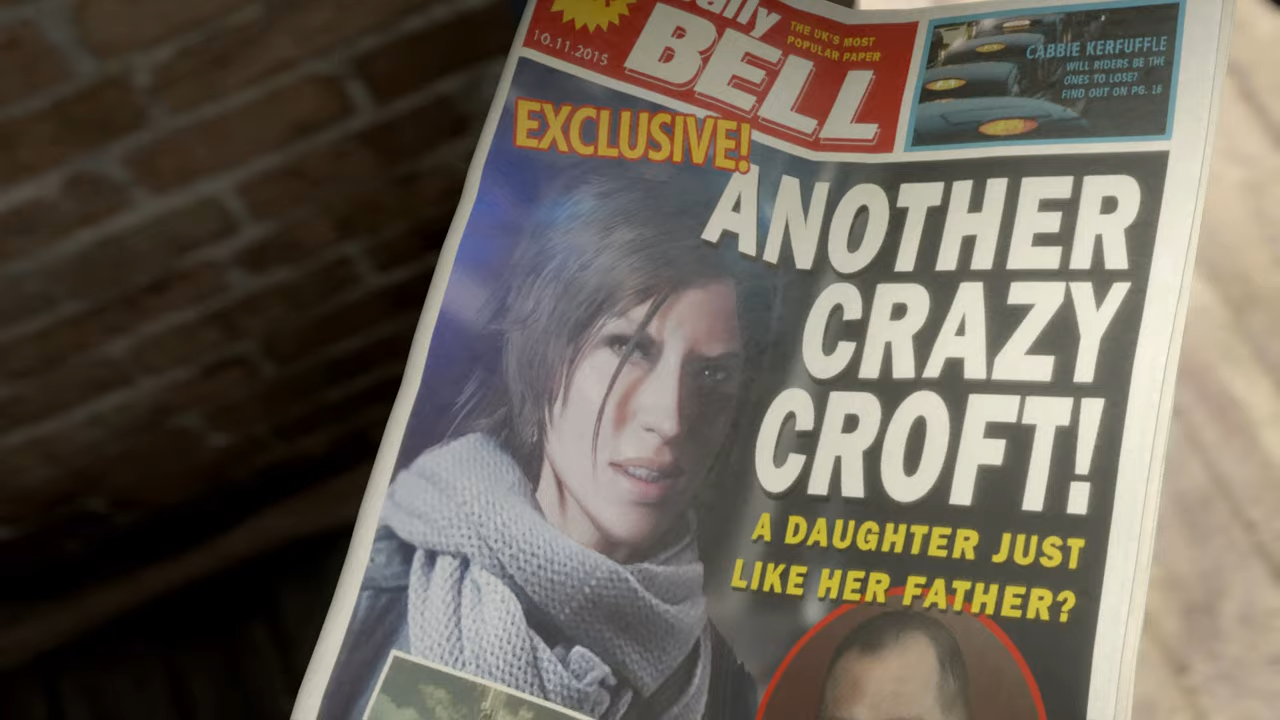 BELL
THE UK'S MOST
POPULAR PAPER
10.11.2015
CABBIE KERFUFFLE
WILL RIDERS BE THE
ONES TO LOSE?
FIND OUT ON PG. 16
EXCLUSIVE!
ANOTHER
CRAZY
CROFT!
A DAUGHTER JUST
LIKE HER FATHER?